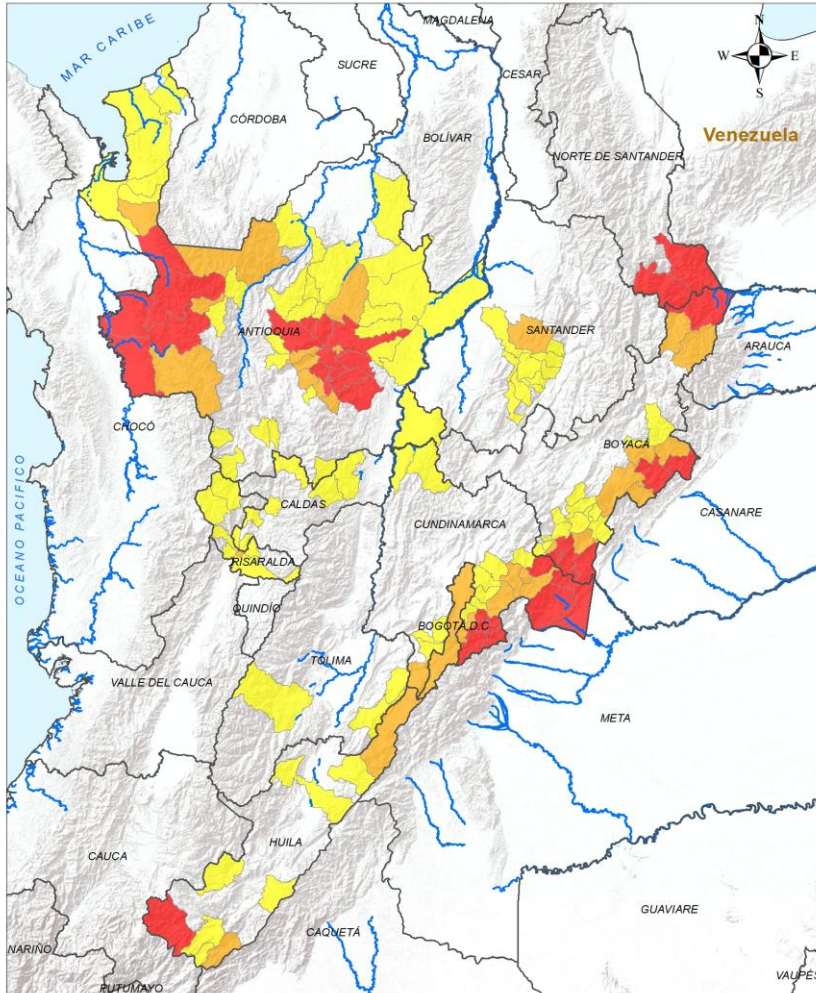 MAR CARIBE
MAGDALENA
N
W E
S
SUCRE
CESAR
CÓRDOBA
BOLÍVAR
Venezuela
NORTE DE SANTANDER
ANTIOQUIA
SANTANDER
ARAUCA
CHOCÓ
BOYACÁ
CALDAS
CASANARE
CUNDINAMARCA
OCEANO PACIFICO
RISARALDA
QUINDÍO
BOGOTÁ D.C
TOLIMA
VALLE DEL CAUCA
META
HUILA
CAUCA
GUAVIARE
NARIÑO
CAQUETÁ
PUTUMAYO
VAUPÉS